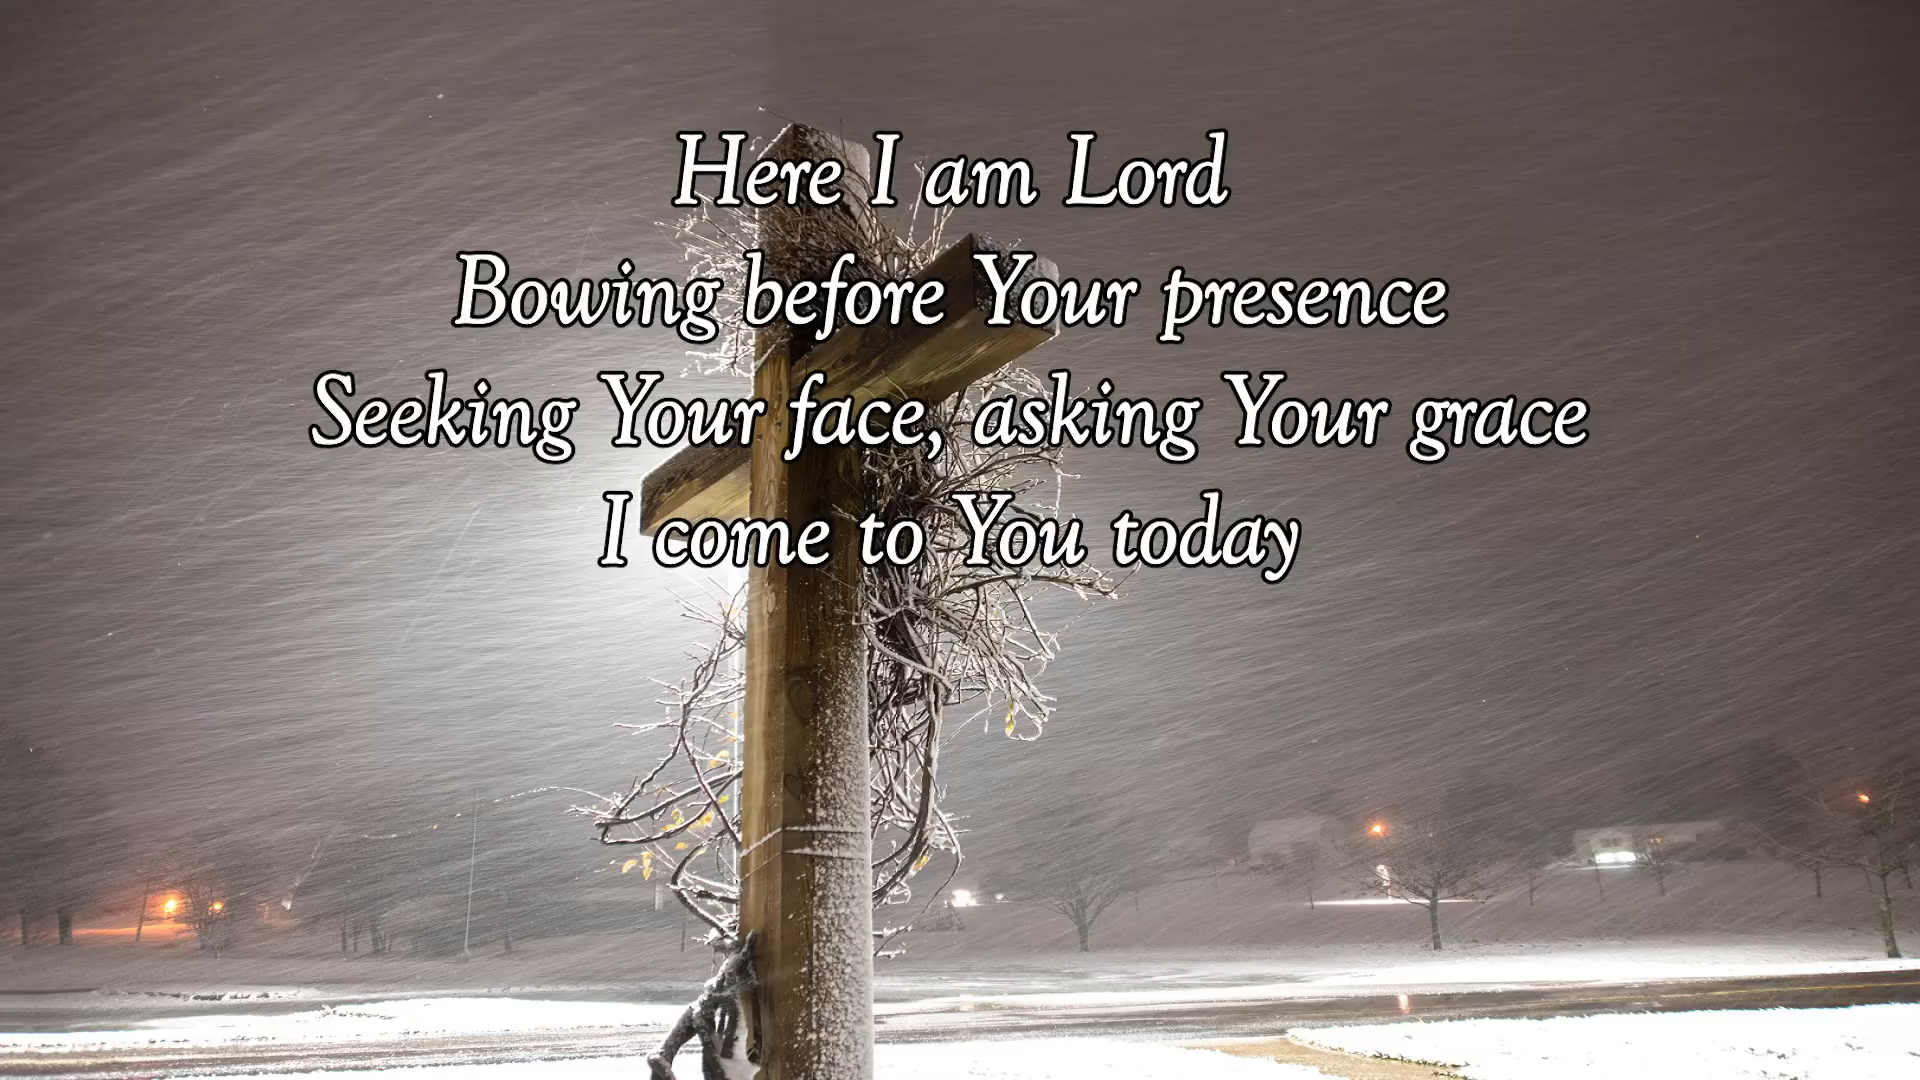 Here I am Lord
Bowing before Your presence
Seeking Your face, asking Your grace
I come to You today